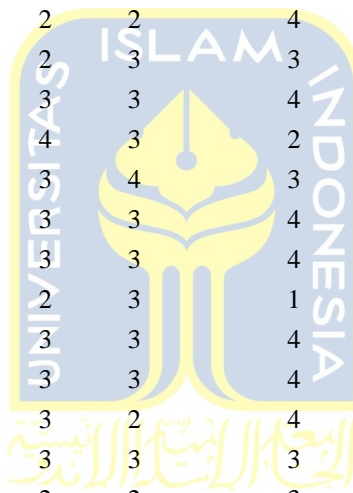 2 2 4
2 3 3
3 3 4
4 3 2
3 4 3
3 3 4
3 3 4
2 3 1
3 3 4
3 3 4
3 2 4
3 3 3
UNIVERSITAS
ISLAM
INDONESIA